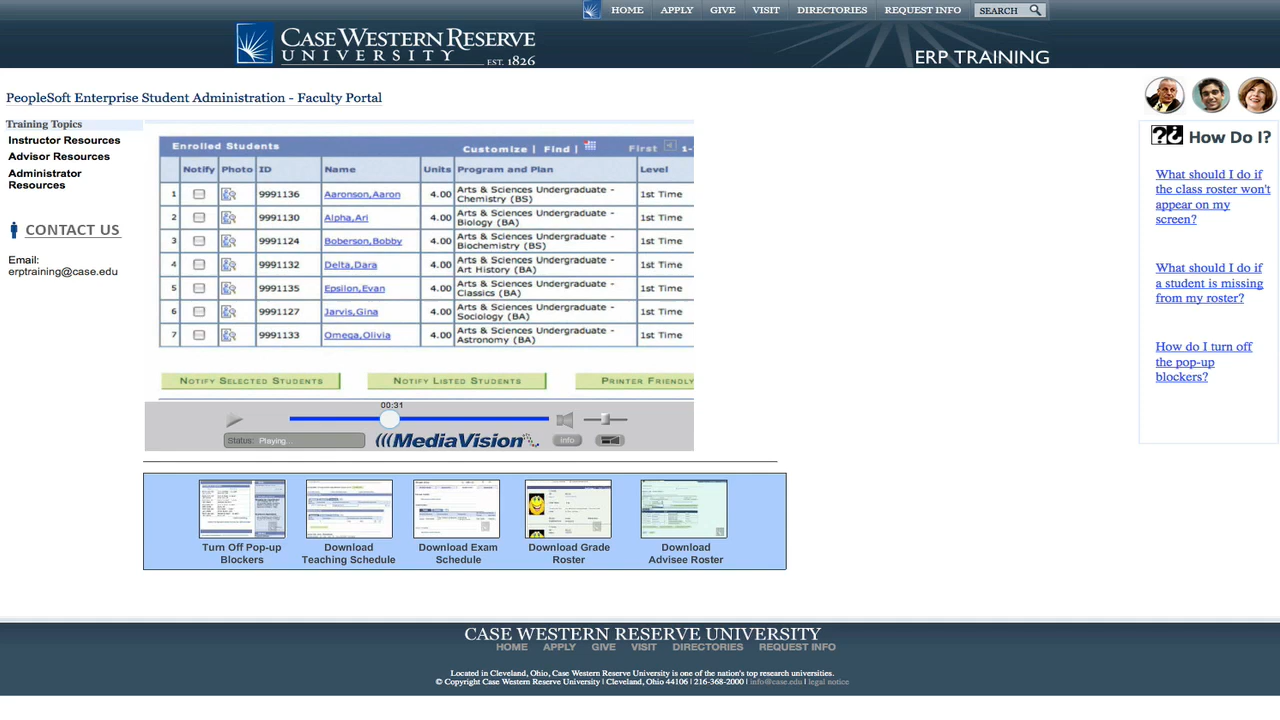 HOME APPLY GIVE VISIT DIRECTORIES REQUEST INFO SEARCH
CASE WESTERN RESERVE
UNIVERSITY EST. 1826
ERP TRAINING
PeopleSoft Enterprise Student Administration - Faculty Portal
Training Topics
Instructor Resources
Advisor Resources
Administrator
Resources
CONTACT US
Email:
erptraining@case.edu
Enrolled Students Customize | Find | First 1-
Notify Photo ID Name Units Program and Plan Level
1 9991136 Aaronson,Aaron 4.00 Arts & Sciences Undergraduate - Chemistry (BS) 1st Time
2 9991130 Alpha,Ari 4.00 Arts & Sciences Undergraduate - Biology (BA) 1st Time
3 9991124 Boberson,Bobby 4.00 Arts & Sciences Undergraduate - Biochemistry (BS) 1st Time
4 9991132 Delta,Dara 4.00 Arts & Sciences Undergraduate - Art History (BA) 1st Time
5 9991135 Epsilon,Evan 4.00 Arts & Sciences Undergraduate - Classics (BA) 1st Time
6 9991127 Jarvis,Gina 4.00 Arts & Sciences Undergraduate - Sociology (BA) 1st Time
7 9991133 Omega,Olivia 4.00 Arts & Sciences Undergraduate - Astronomy (BA) 1st Time
NOTIFY SELECTED STUDENTS NOTIFY LISTED STUDENTS PRINTER FRIENDLY
00:31
Status: Playing...
MediaVision
Info
?¿ How Do I?
What should I do if
the class roster won't
appear on my
screen?
What should I do if
a student is missing
from my roster?
How do I turn off
the pop-up
blockers?
Turn Off Pop-up
Blockers
Download
Teaching Schedule
Download Exam
Schedule
Download Grade
Roster
Download
Advisee Roster
CASE WESTERN RESERVE UNIVERSITY
HOME APPLY GIVE VISIT DIRECTORIES REQUEST INFO
Located in Cleveland, Ohio, Case Western Reserve University is one of the nation's top research universities.
© Copyright Case Western Reserve University | Cleveland, Ohio 44106 | 216-368-2000 | info@case.edu | legal notice